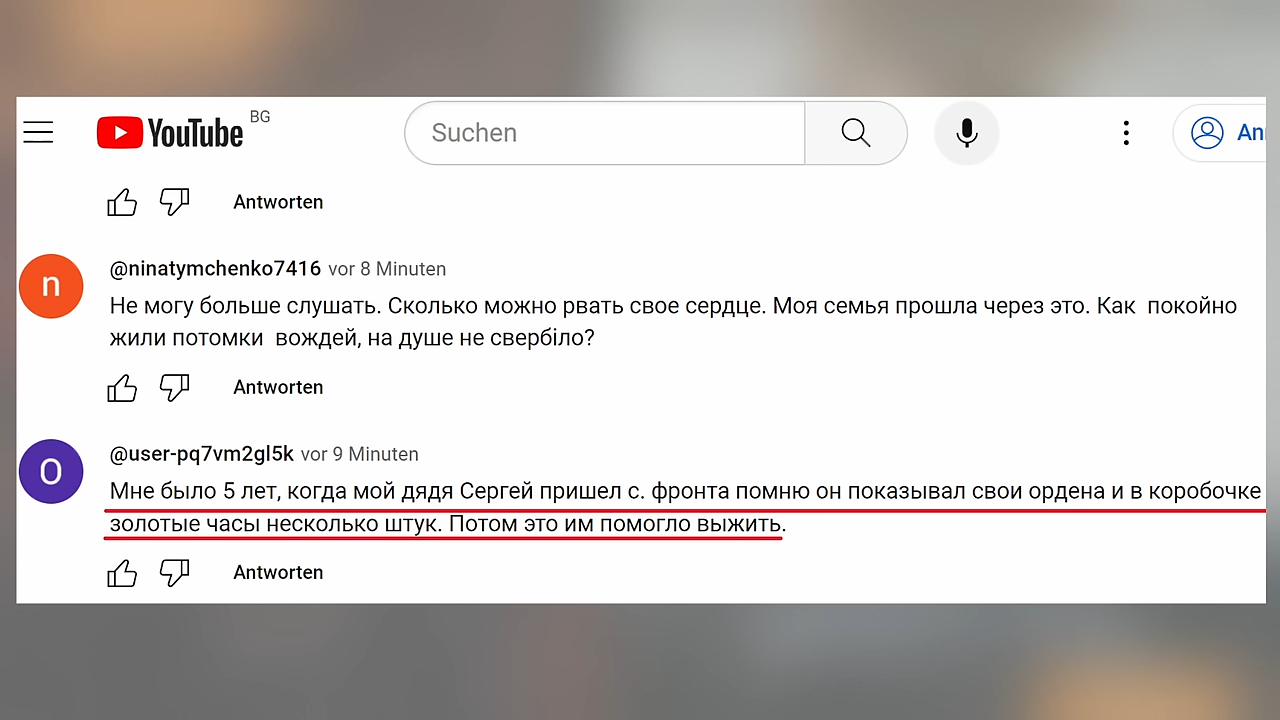 YouTube BG
Suchen
An
Antworten
n
@ninatymchenko7416 vor 8 Minuten
Не могу больше слушать. Сколько можно рвать свое сердце. Моя семья прошла через это. Как покойно
жили потомки вождей, на душе не свербіло?
Antworten
O
@user-pq7vm2gl5k vor 9 Minuten
Мне было 5 лет, когда мой дядя Сергей пришел с. фронта помню он показывал свои ордена и в коробочке
золотые часы несколько штук. Потом это им помогло выжить.
Antworten